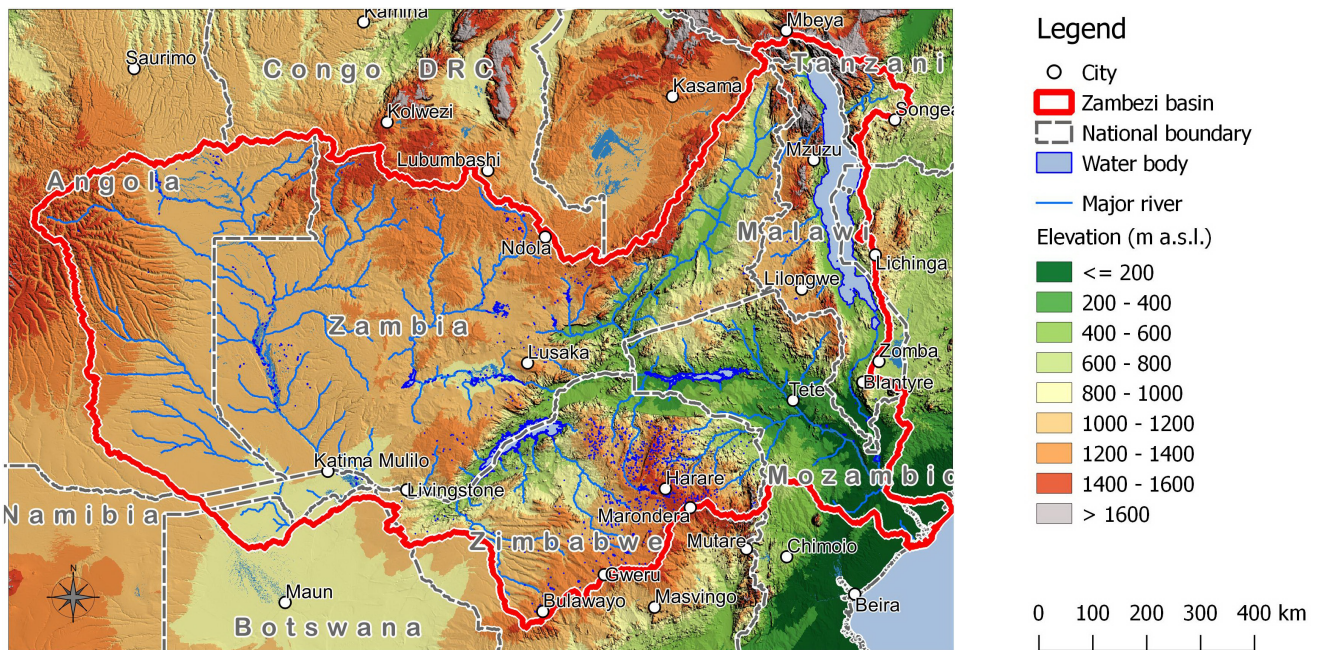 Kamina
Mbeya
Saurimo
Congo DRC
Tanzani
Kasama
Kolwezi
Songea
Lubumbashi
Mzuzu
Angola
Malawi
Ndola
Lichinga
Lilongwe
Zambia
Lusaka
Zomba
Blantyre
Tete
Katima Mulilo
Mozambic
Livingstone
Harare
Namibia
Marondera
Zimbabwe
Mutare
Chimoio
Gweru
N
Maun
Bulawayo
Masvingo
Beira
Botswana
Legend
City
Zambezi basin
National boundary
Water body
Major river
Elevation (m a.s.l.)
<= 200
200 - 400
400 - 600
600 - 800
800 - 1000
1000 - 1200
1200 - 1400
1400 - 1600
> 1600
0 100 200 300 400 km